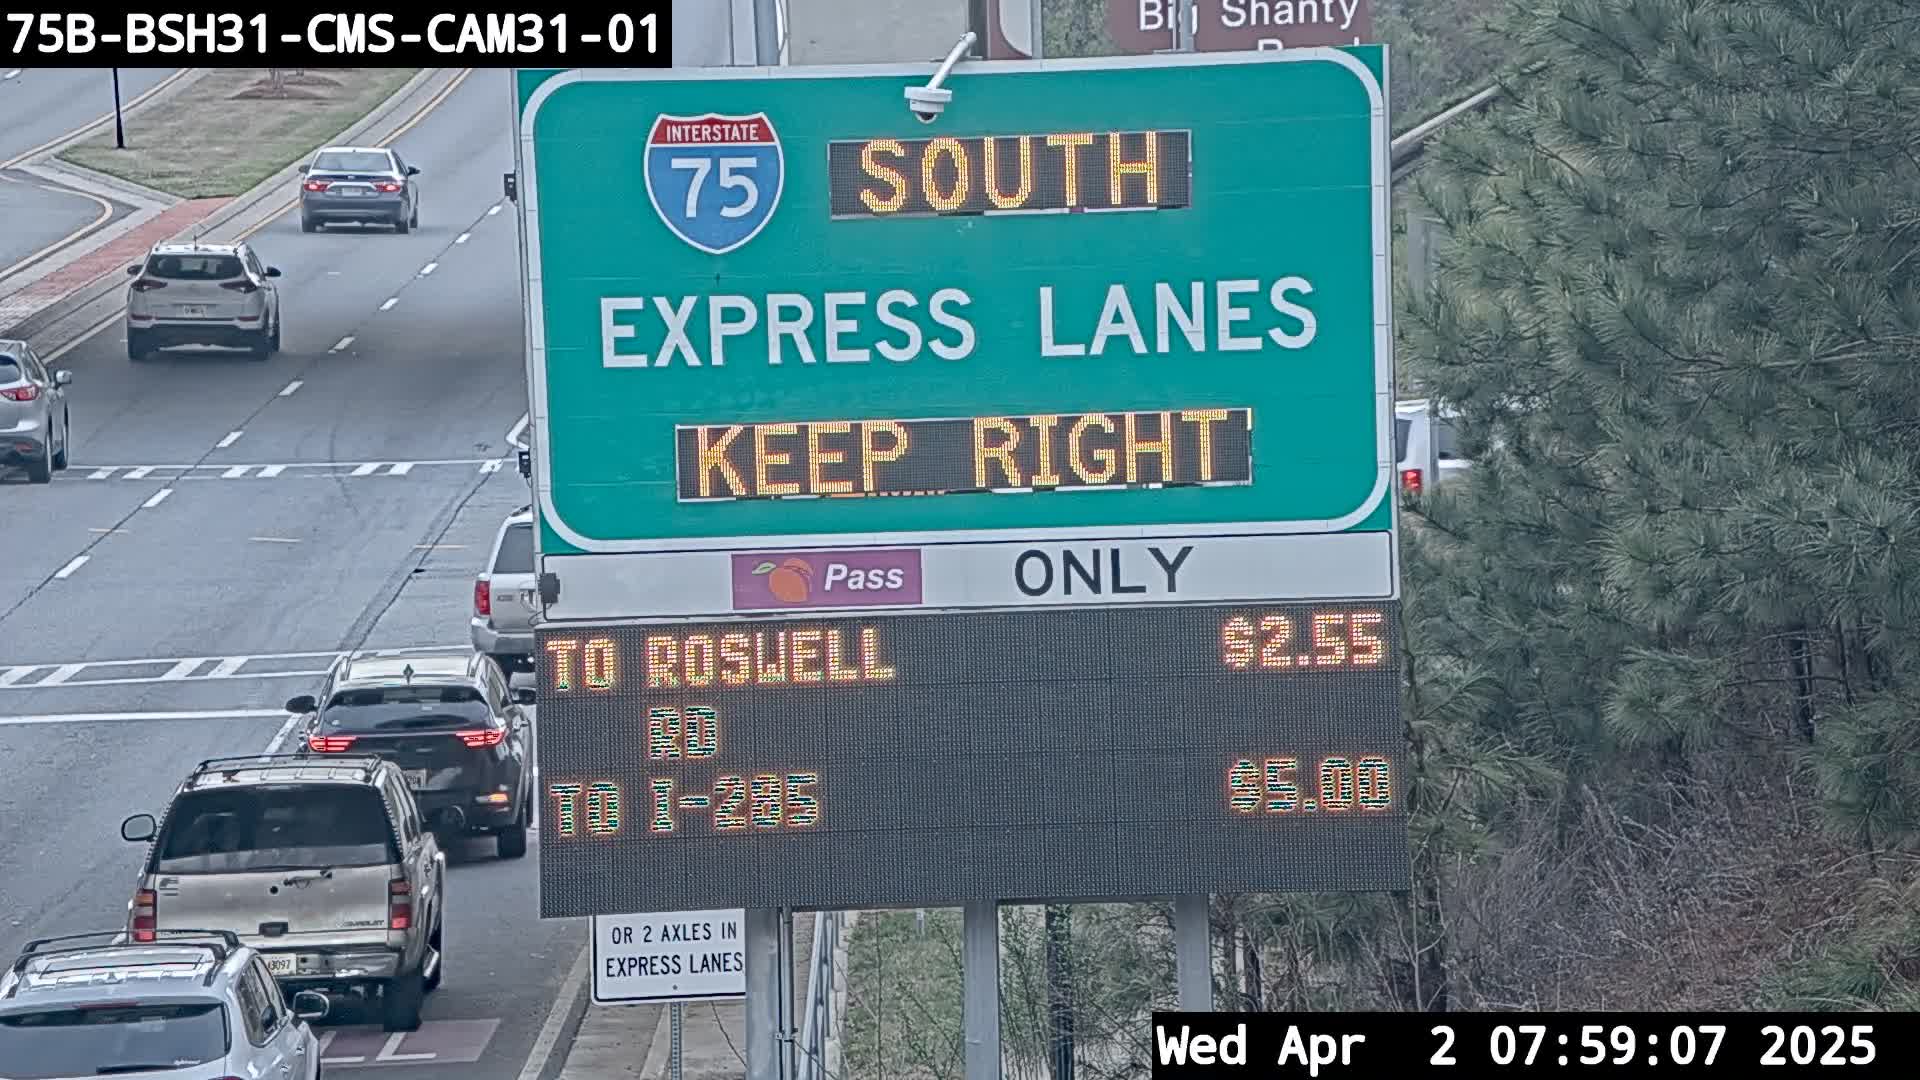 75B-BSH31-CMS-CAM31-01
Big Shanty
INTERSTATE
75
SOUTH
EXPRESS LANES
KEEP RIGHT
Pass ONLY
TO ROSWELL $2.55
RD
TO I-285 $5.00
OR 2 AXLES IN
EXPRESS LANES
Wed Apr 2 07:59:07 2025